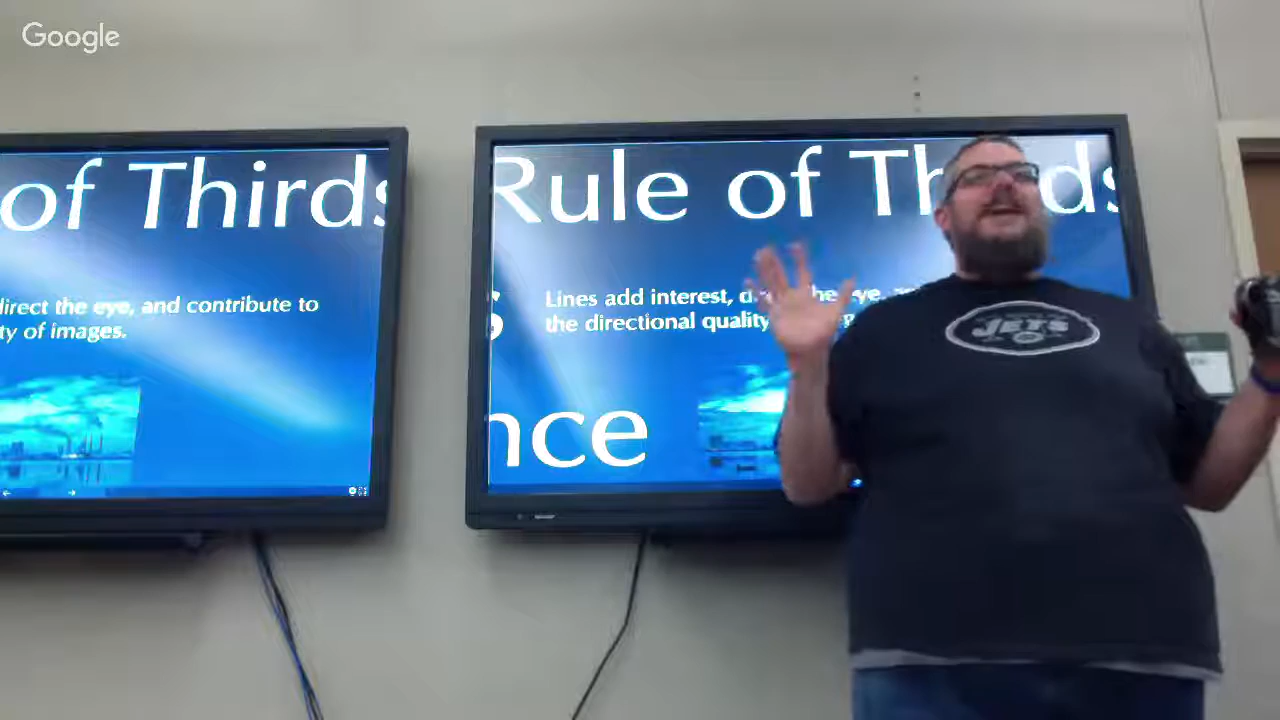 Google
of Thirds
direct the eye, and contribute to
ty of images.
Rule of Th ds
Lines add interest, d he eye,
the directional quality
nce
JETS